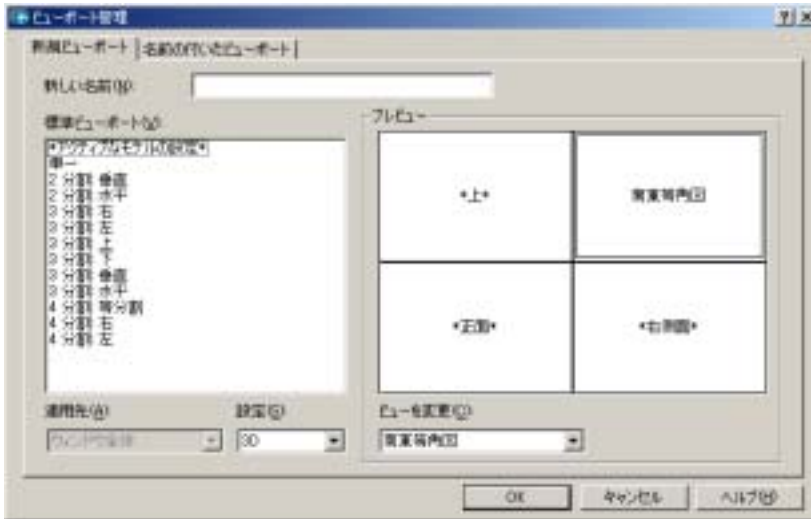 ビューポート管理
新規ビューポート
名前の付いたビューポート
新しい名前(N):
標準ビューポート(V):
*アクティブなモデルの設定*
単一
2 分割: 垂直
2 分割: 水平
3 分割: 右
3 分割: 左
3 分割: 上
3 分割: 下
3 分割: 垂直
3 分割: 水平
4 分割: 等分割
4 分割: 右
4 分割: 左
プレビュー
*上*
南東等角図
*正面*
*右側面*
適用先(A)
設定(S)
ビューを変更(C)
ウィンドウ全体
3D
南東等角図
OK
キャンセル
ヘルプ(H)